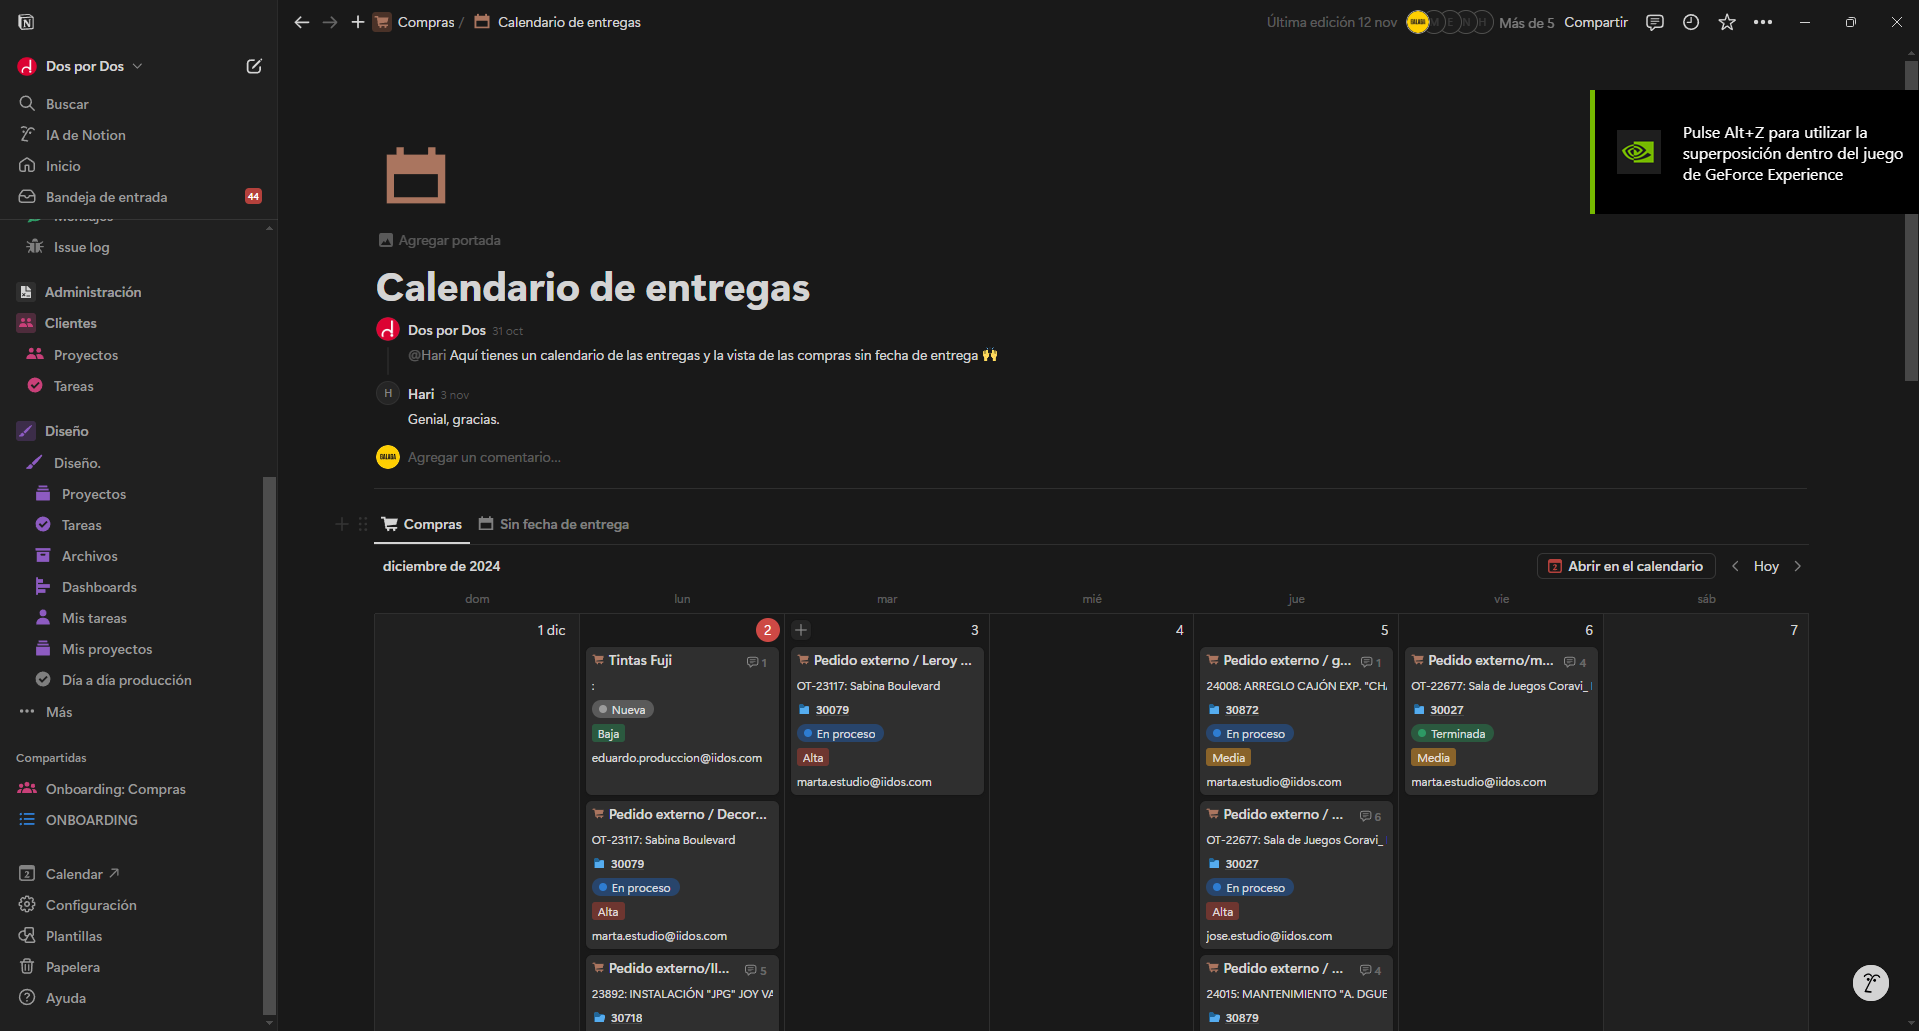 Compras / Calendario de entregas
Última edición 12 nov
M E N H
Más de 5
Compartir
Dos por Dos
Buscar
IA de Notion
Inicio
Bandeja de entrada 44
Mensajes
Issue log
Administración
Clientes
Proyectos
Tareas
Diseño
Diseño.
Proyectos
Tareas
Archivos
Dashboards
Mis tareas
Mis proyectos
Día a día producción
Más
Compartidas
Onboarding: Compras
ONBOARDING
Calendar
Configuración
Plantillas
Papelera
Ayuda
Pulse Alt+Z para utilizar la
superposición dentro del juego
de GeForce Experience
Agregar portada
Calendario de entregas
Dos por Dos 31 oct
@Hari Aquí tienes un calendario de las entregas y la vista de las compras sin fecha de entrega 🙌
H Hari 3 nov
Genial, gracias.
Agregar un comentario...
Compras Sin fecha de entrega
diciembre de 2024
Abrir en el calendario Hoy
dom lun mar mié jue vie sáb
1 dic 2 3 4 5 6 7
Tintas Fuji 1
:
Nueva
Baja
eduardo.produccion@iidos.com
Pedido externo / Decor...
OT-23117: Sabina Boulevard
30079
En proceso
Alta
marta.estudio@iidos.com
Pedido externo/Il... 5
23892: INSTALACIÓN "JPG" JOY VA
30718
Pedido externo / Leroy ...
OT-23117: Sabina Boulevard
30079
En proceso
Alta
marta.estudio@iidos.com
Pedido externo / g... 1
24008: ARREGLO CAJÓN EXP. "CHA
30872
En proceso
Media
marta.estudio@iidos.com
Pedido externo / ... 6
OT-22677: Sala de Juegos Coravi_
30027
En proceso
Alta
jose.estudio@iidos.com
Pedido externo / ... 4
24015: MANTENIMIENTO "A. DGUE
30879
Pedido externo/m... 4
OT-22677: Sala de Juegos Coravi_
30027
Terminada
Media
marta.estudio@iidos.com